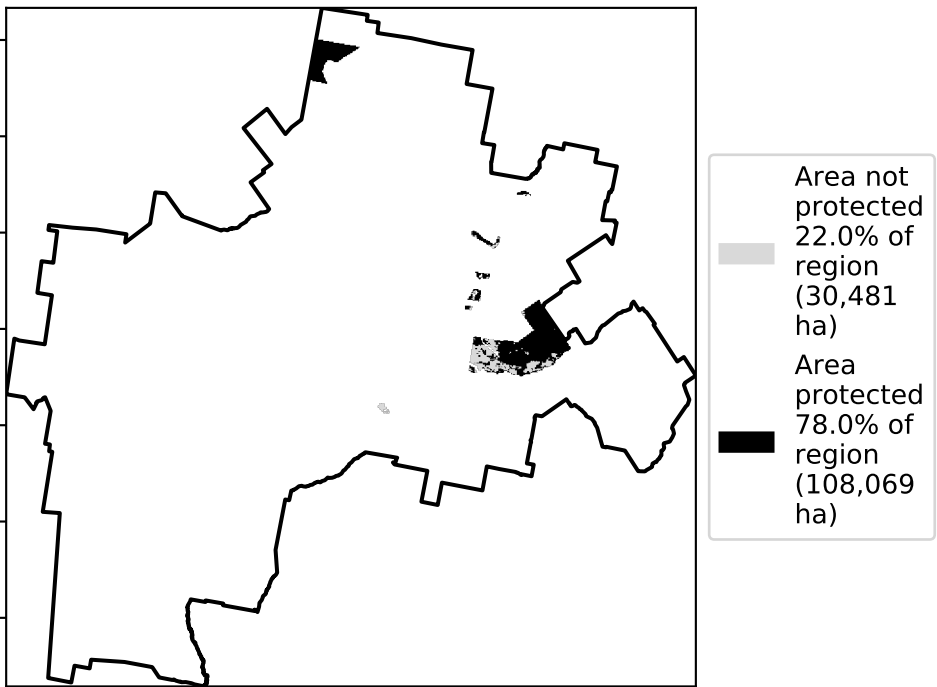 Area not
protected
22.0% of
region
(30,481
ha)
Area
protected
78.0% of
region
(108,069
ha)